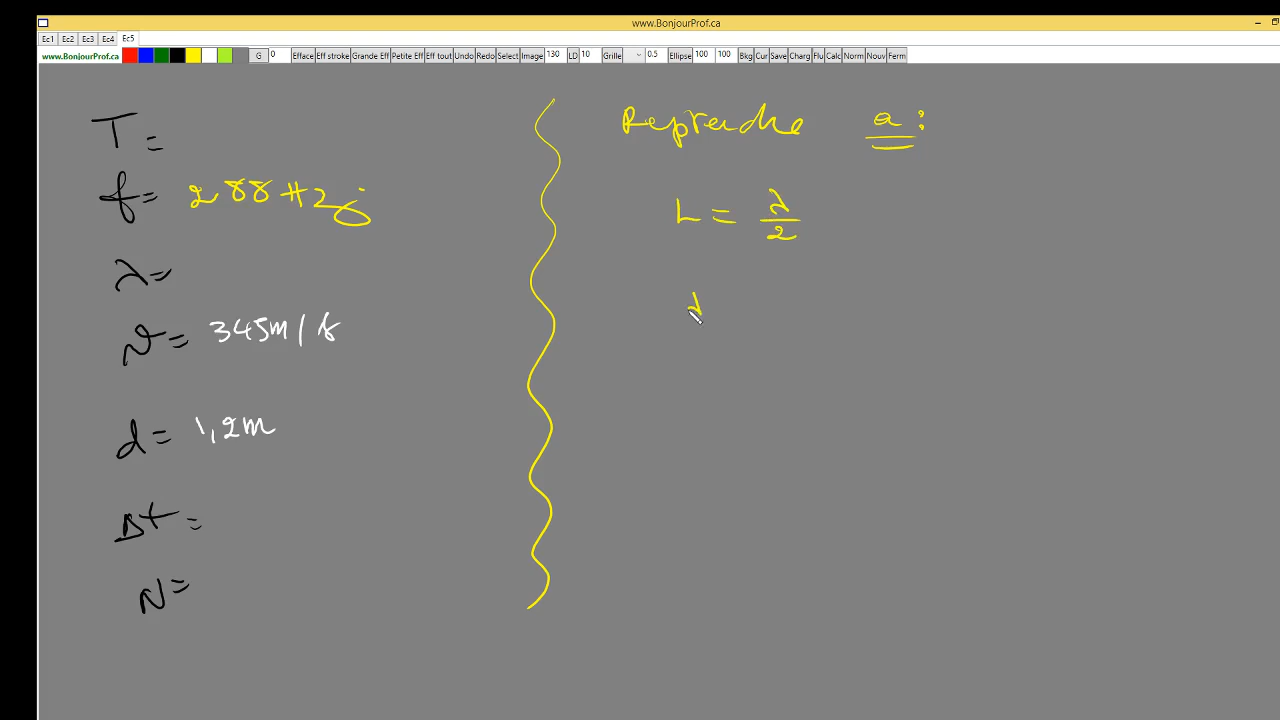 www.BonjourProf.ca
Ec1 Ec2 Ec3 Ec4 Ec5
www.BonjourProf.ca G 0 Efface Eff stroke Grande Eff Petite Eff Eff tout Undo Redo Select Image 130 LD 10 Grille 0.5 Ellipse 100 100 Bkg Cur Save Charg Flu Calc Norm Nouv Ferm
T=
f= 288 Hz j
λ=
v= 345m/s
d= 1,2m
Δt=
N=
Reprendre a :
L = λ/2
λ